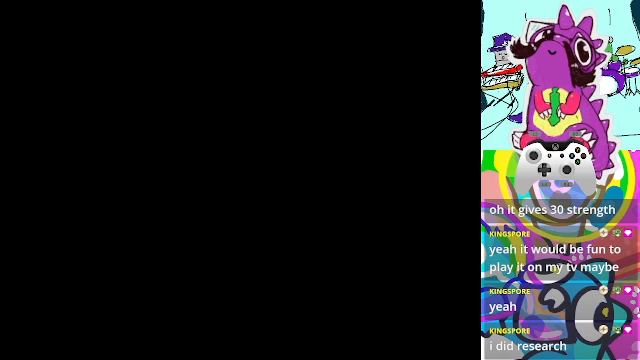 oh it gives 30 strength
KINGSPORE
yeah it would be fun to
play it on my tv maybe
KINGSPORE
yeah
KINGSPORE
i did research